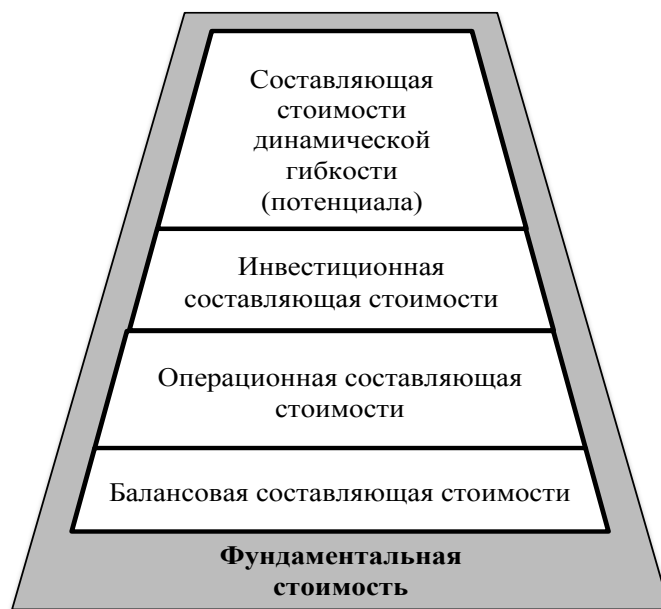 Составляющая
стоимости
динамической
гибкости
(потенциала)
Инвестиционная
составляющая стоимости
Операционная составляющая
стоимости
Балансовая составляющая стоимости
Фундаментальная
стоимость